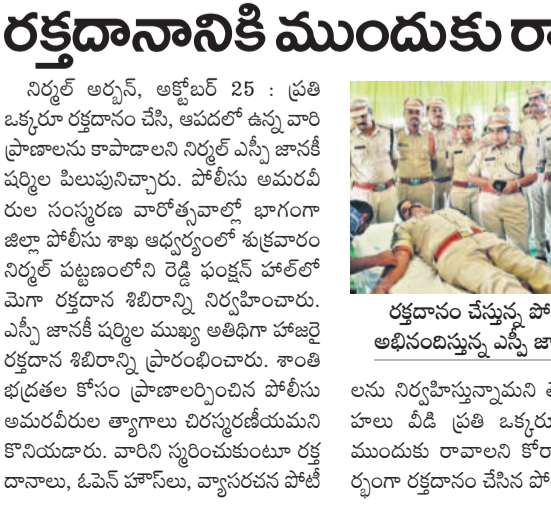 రక్తదానానికి ముందుకు రా
నిర్మల్ అర్బన్, అక్టోబర్ 25 : ప్రతి
ఒక్కరూ రక్తదానం చేసి, ఆపదలో ఉన్న వారి
ప్రాణాలను కాపాడాలని నిర్మల్ ఎస్పీ జానకీ
షర్మిల పిలుపునిచ్చారు. పోలీసు అమరవీ
రుల సంస్మరణ వారోత్సవాల్లో భాగంగా
జిల్లా పోలీసు శాఖ ఆధ్వర్యంలో శుక్రవారం
నిర్మల్ పట్టణంలోని రెడ్డి ఫంక్షన్ హాల్‌లో
మెగా రక్తదాన శిబిరాన్ని నిర్వహించారు.
ఎస్పీ జానకీ షర్మిల ముఖ్య అతిథిగా హాజరై
రక్తదాన శిబిరాన్ని ప్రారంభించారు. శాంతి
భద్రతల కోసం ప్రాణాలర్పించిన పోలీసు
అమరవీరుల త్యాగాలు చిరస్మరణీయమని
కొనియడారు. వారిని స్మరించుకుంటూ రక్త
దానాలు, ఓపెన్ హౌస్‌లు, వ్యాసరచన పోటీ
రక్తదానం చేస్తున్న పో
అభినందిస్తున్న ఎస్పీ జా
లను నిర్వహిస్తున్నామని
హలు వీడి ప్రతి ఒక్కరు
ముందుకు రావాలని కోరా
ర్భంగా రక్తదానం చేసిన పో